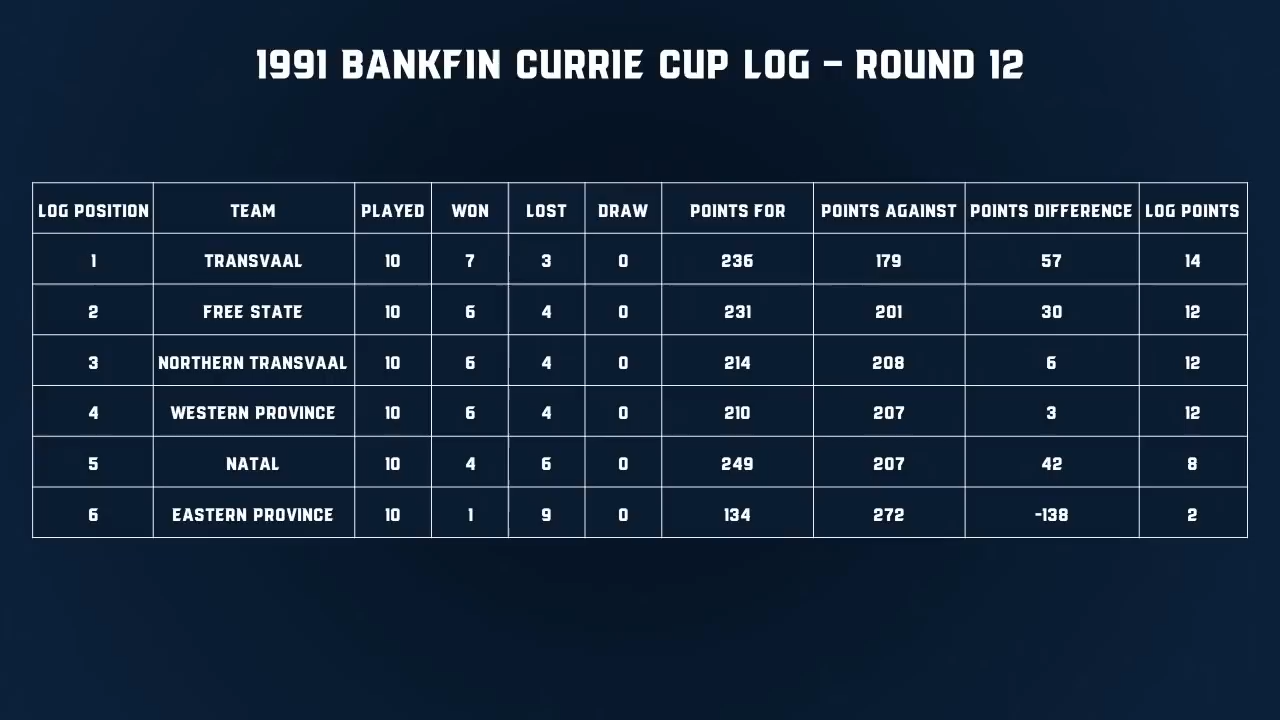 1991 BANKFIN CURRIE CUP LOG – ROUND 12
LOG POSITION TEAM PLAYED WON LOST DRAW POINTS FOR POINTS AGAINST POINTS DIFFERENCE LOG POINTS
1 TRANSVAAL 10 7 3 0 236 179 57 14
2 FREE STATE 10 6 4 0 231 201 30 12
3 NORTHERN TRANSVAAL 10 6 4 0 214 208 6 12
4 WESTERN PROVINCE 10 6 4 0 210 207 3 12
5 NATAL 10 4 6 0 249 207 42 8
6 EASTERN PROVINCE 10 1 9 0 134 272 -138 2